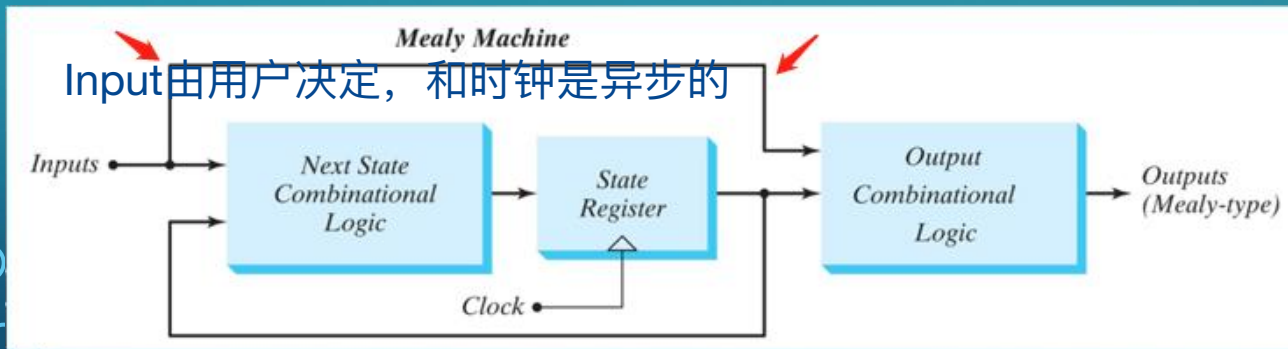 Mealy Machine
Input由用户决定，和时钟是异步的
Inputs
Next State
Combinational
Logic
State
Register
Output
Combinational
Logic
Outputs
(Mealy-type)
Clock